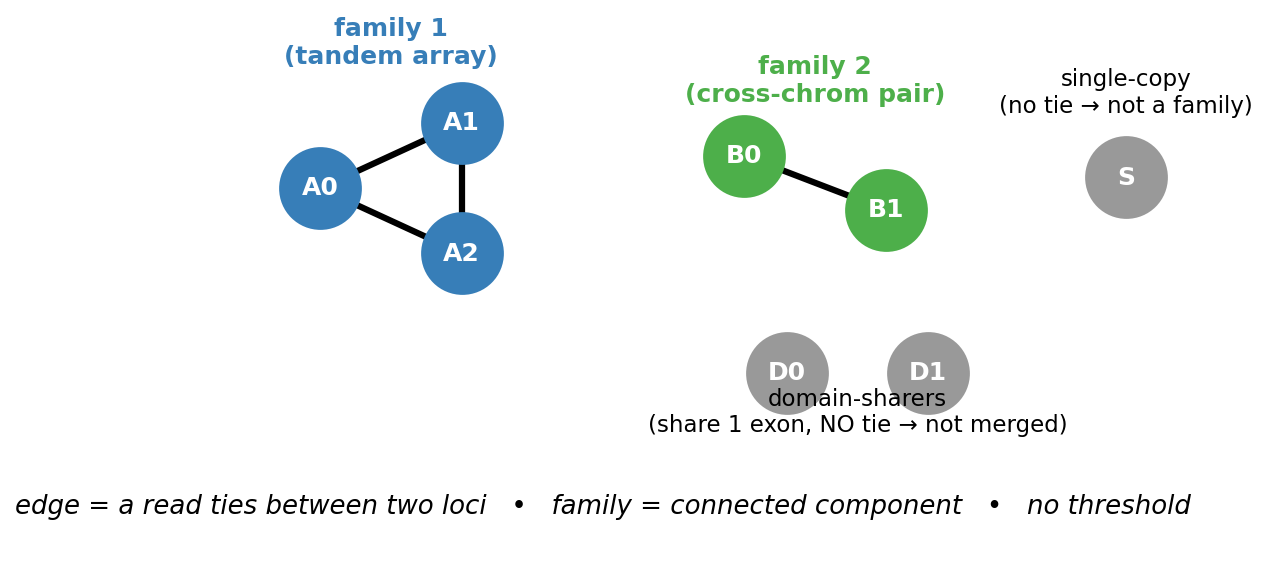 family 1
(tandem array)
A0
A1
A2
family 2
(cross-chrom pair)
B0
B1
single-copy
(no tie → not a family)
S
D0
D1
domain-sharers
(share 1 exon, NO tie → not merged)
edge = a read ties between two loci • family = connected component • no threshold